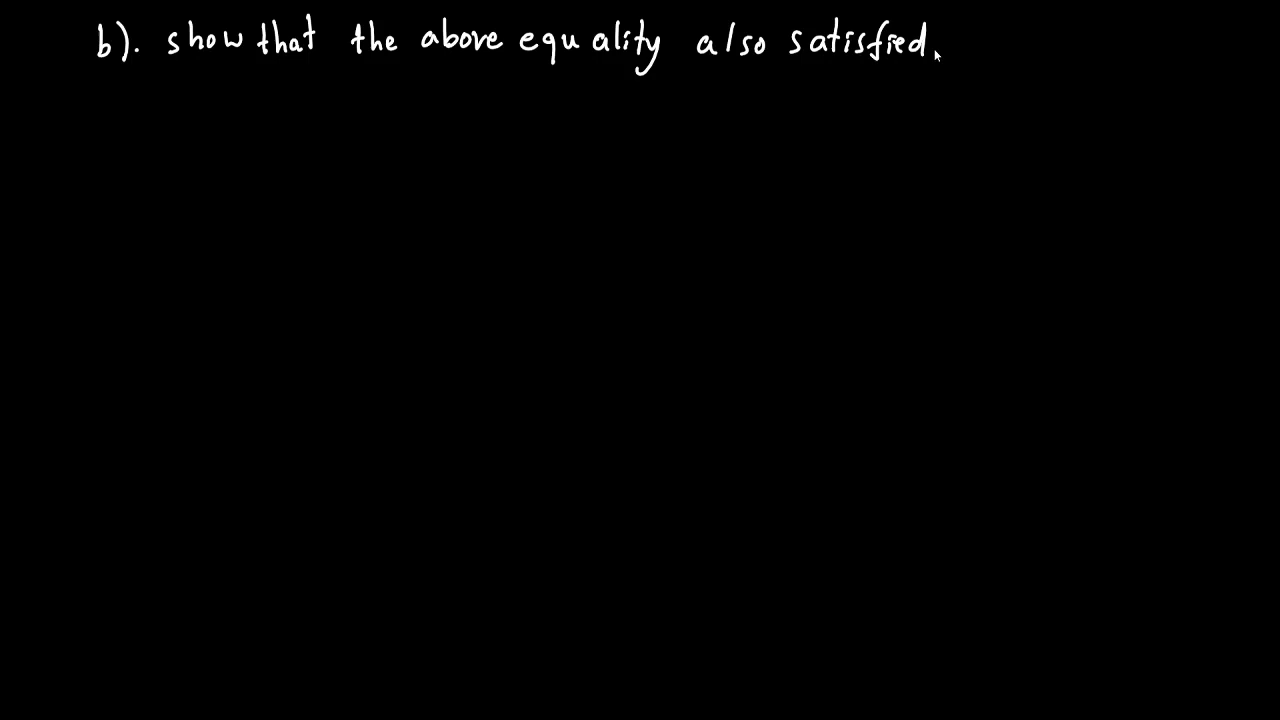 b). show that the above equality also satisfied.